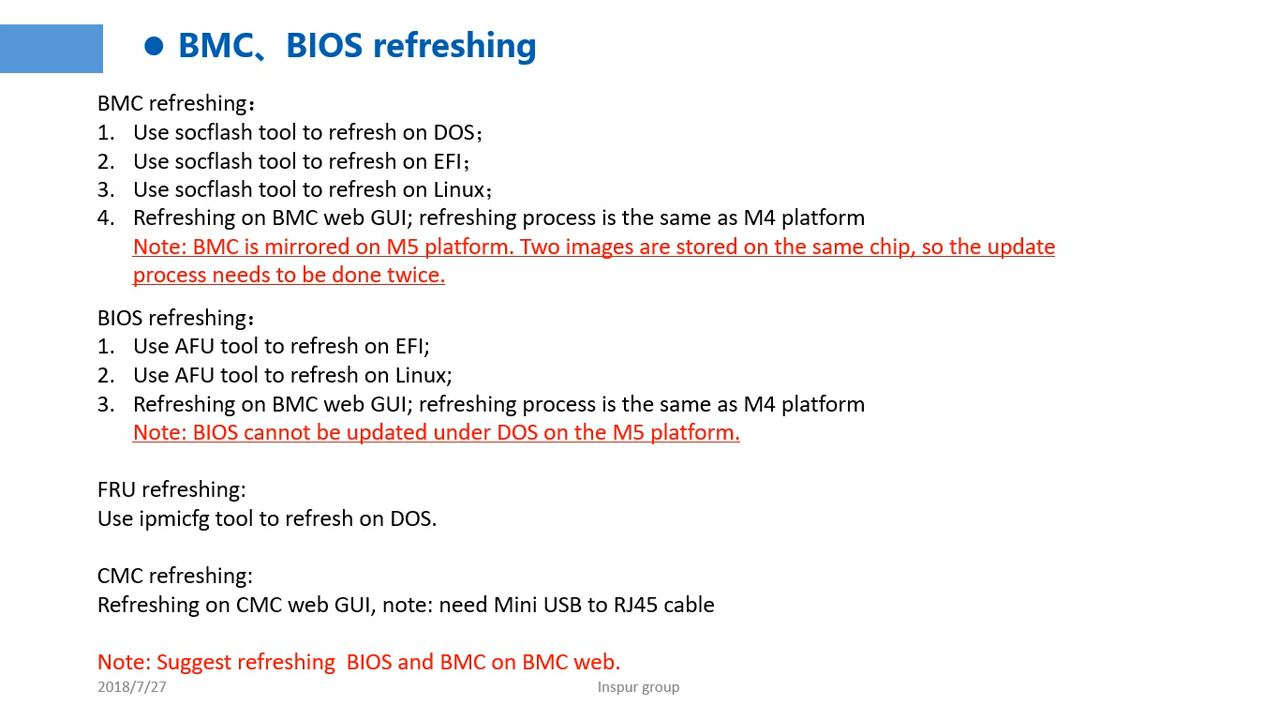 ● BMC、BIOS refreshing
BMC refreshing：
1. Use socflash tool to refresh on DOS；
2. Use socflash tool to refresh on EFI；
3. Use socflash tool to refresh on Linux；
4. Refreshing on BMC web GUI; refreshing process is the same as M4 platform
Note: BMC is mirrored on M5 platform. Two images are stored on the same chip, so the update
process needs to be done twice.
BIOS refreshing：
1. Use AFU tool to refresh on EFI;
2. Use AFU tool to refresh on Linux;
3. Refreshing on BMC web GUI; refreshing process is the same as M4 platform
Note: BIOS cannot be updated under DOS on the M5 platform.
FRU refreshing:
Use ipmicfg tool to refresh on DOS.
CMC refreshing:
Refreshing on CMC web GUI, note: need Mini USB to RJ45 cable
Note: Suggest refreshing  BIOS and BMC on BMC web.
2018/7/27
Inspur group